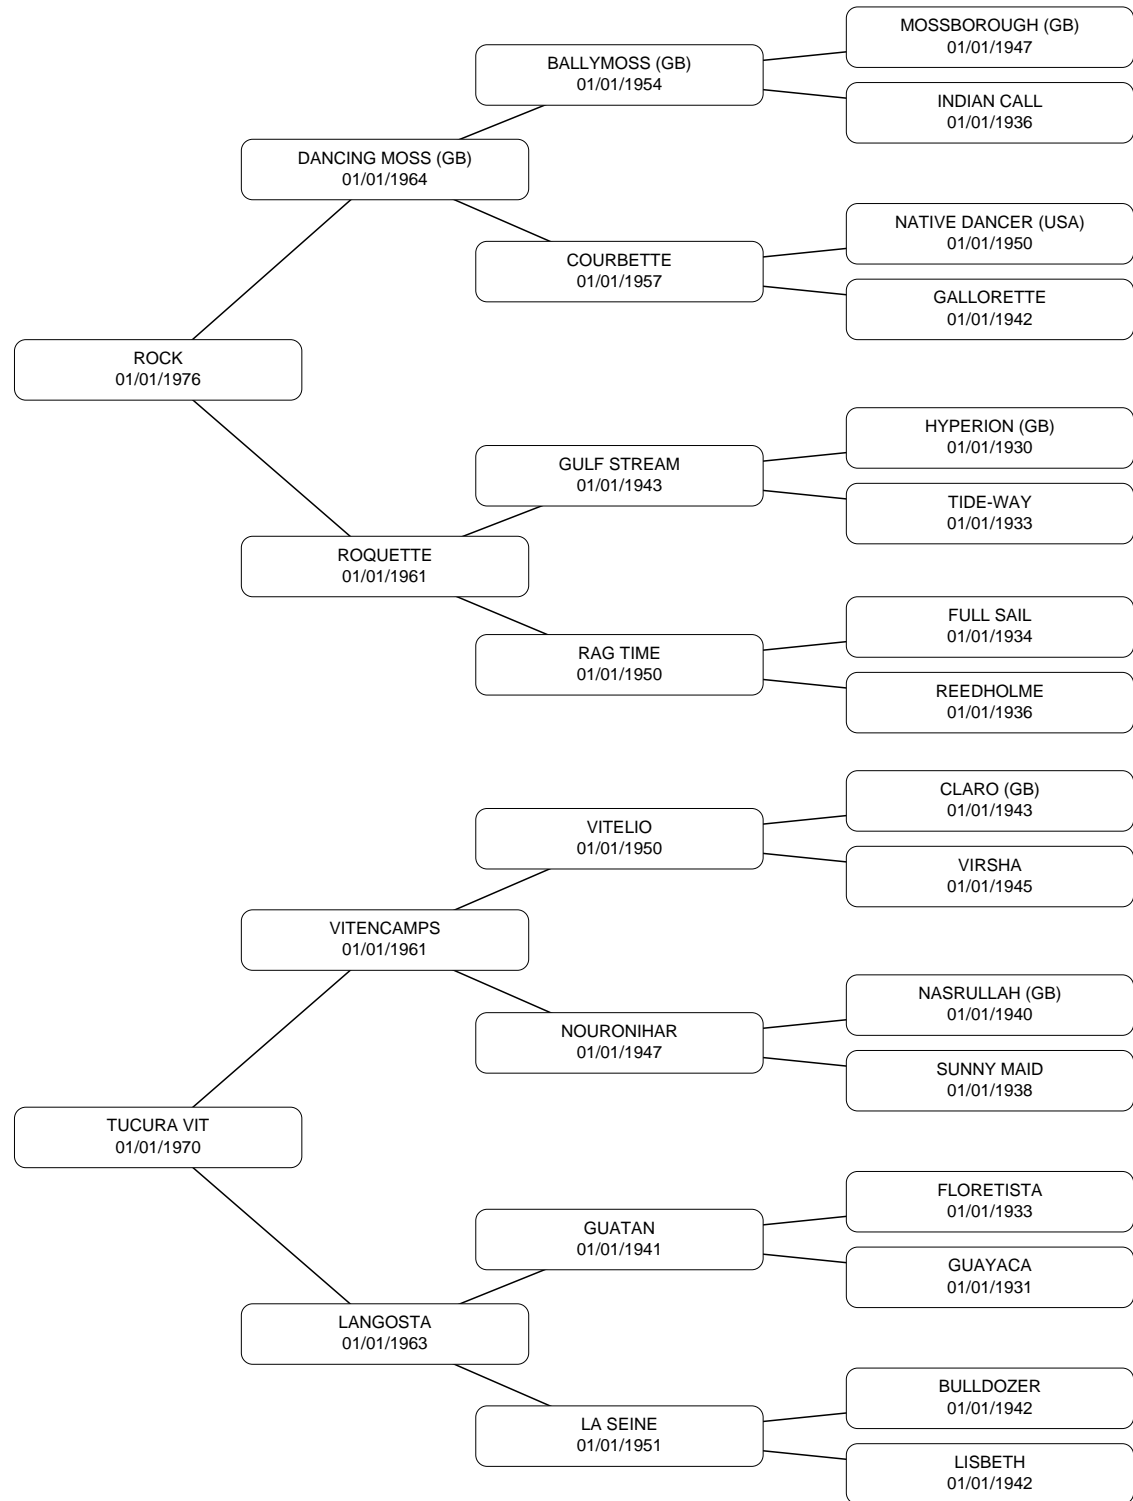 MOSSBOROUGH (GB)
01/01/1947
BALLYMOSS (GB)
01/01/1954
INDIAN CALL
01/01/1936
DANCING MOSS (GB)
01/01/1964
NATIVE DANCER (USA)
01/01/1950
COURBETTE
01/01/1957
GALLORETTE
01/01/1942
ROCK
01/01/1976
HYPERION (GB)
01/01/1930
GULF STREAM
01/01/1943
TIDE-WAY
01/01/1933
ROQUETTE
01/01/1961
FULL SAIL
01/01/1934
RAG TIME
01/01/1950
REEDHOLME
01/01/1936
CLARO (GB)
01/01/1943
VITELIO
01/01/1950
VIRSHA
01/01/1945
VITENCAMPS
01/01/1961
NASRULLAH (GB)
01/01/1940
NOURONIHAR
01/01/1947
SUNNY MAID
01/01/1938
TUCURA VIT
01/01/1970
FLORETISTA
01/01/1933
GUATAN
01/01/1941
GUAYACA
01/01/1931
LANGOSTA
01/01/1963
BULLDOZER
01/01/1942
LA SEINE
01/01/1951
LISBETH
01/01/1942